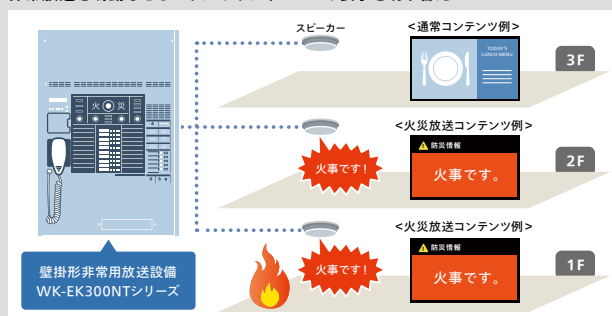 スピーカー
<通常コンテンツ例>
TODAY'S
LUNCH MENU
3F
火 災
<火災放送コンテンツ例>
防災情報
火事です!
火事です。
2F
<火災放送コンテンツ例>
防災情報
火事です!
火事です。
1F
壁掛形非常用放送設備
WK-EK300NTシリーズ